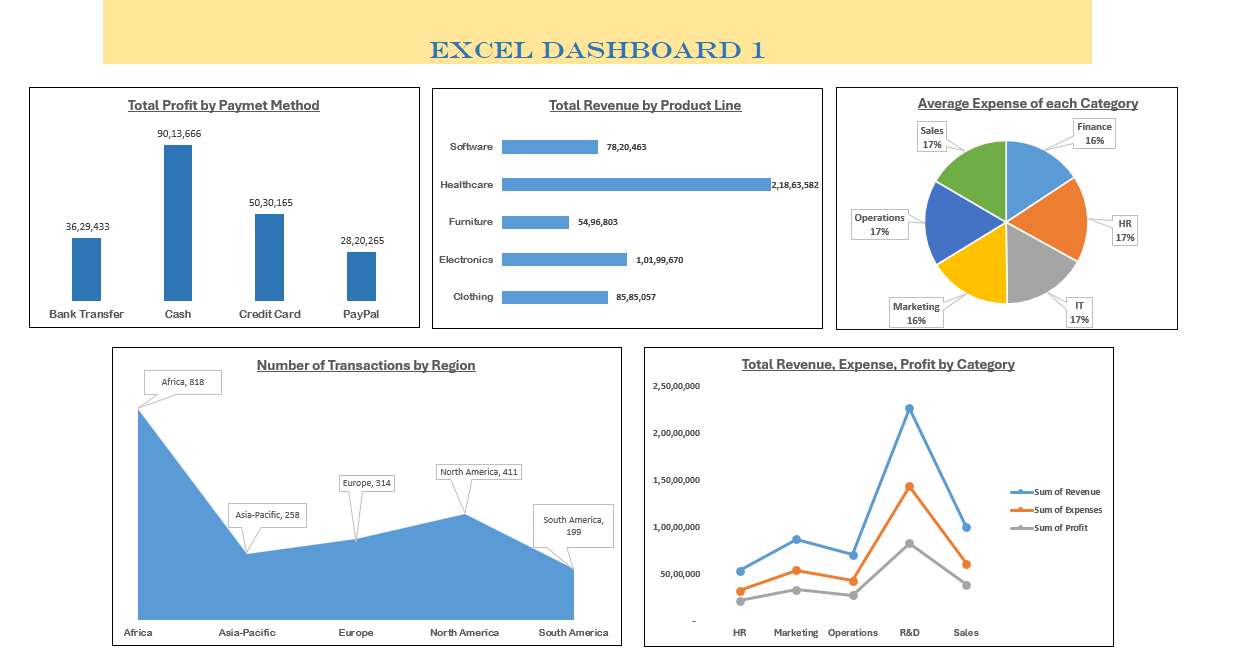 EXCEL DASHBOARD 1
Total Profit by Paymet Method
90,13,666
50,30,165
36,29,433
28,20,265
Bank Transfer
Cash
Credit Card
PayPal
Total Revenue by Product Line
Software
78,20,463
Healthcare
2,18,63,582
Furniture
54,96,803
Electronics
1,01,99,670
Clothing
85,85,057
Average Expense of each Category
Finance
16%
HR
17%
IT
17%
Marketing
16%
Operations
17%
Sales
17%
Number of Transactions by Region
Africa, 818
Asia-Pacific, 258
Europe, 314
North America, 411
South America,
199
Africa
Asia-Pacific
Europe
North America
South America
Total Revenue, Expense, Profit by Category
2,50,00,000
2,00,00,000
1,50,00,000
1,00,00,000
50,00,000
-
HR
Marketing
Operations
R&D
Sales
Sum of Revenue
Sum of Expenses
Sum of Profit